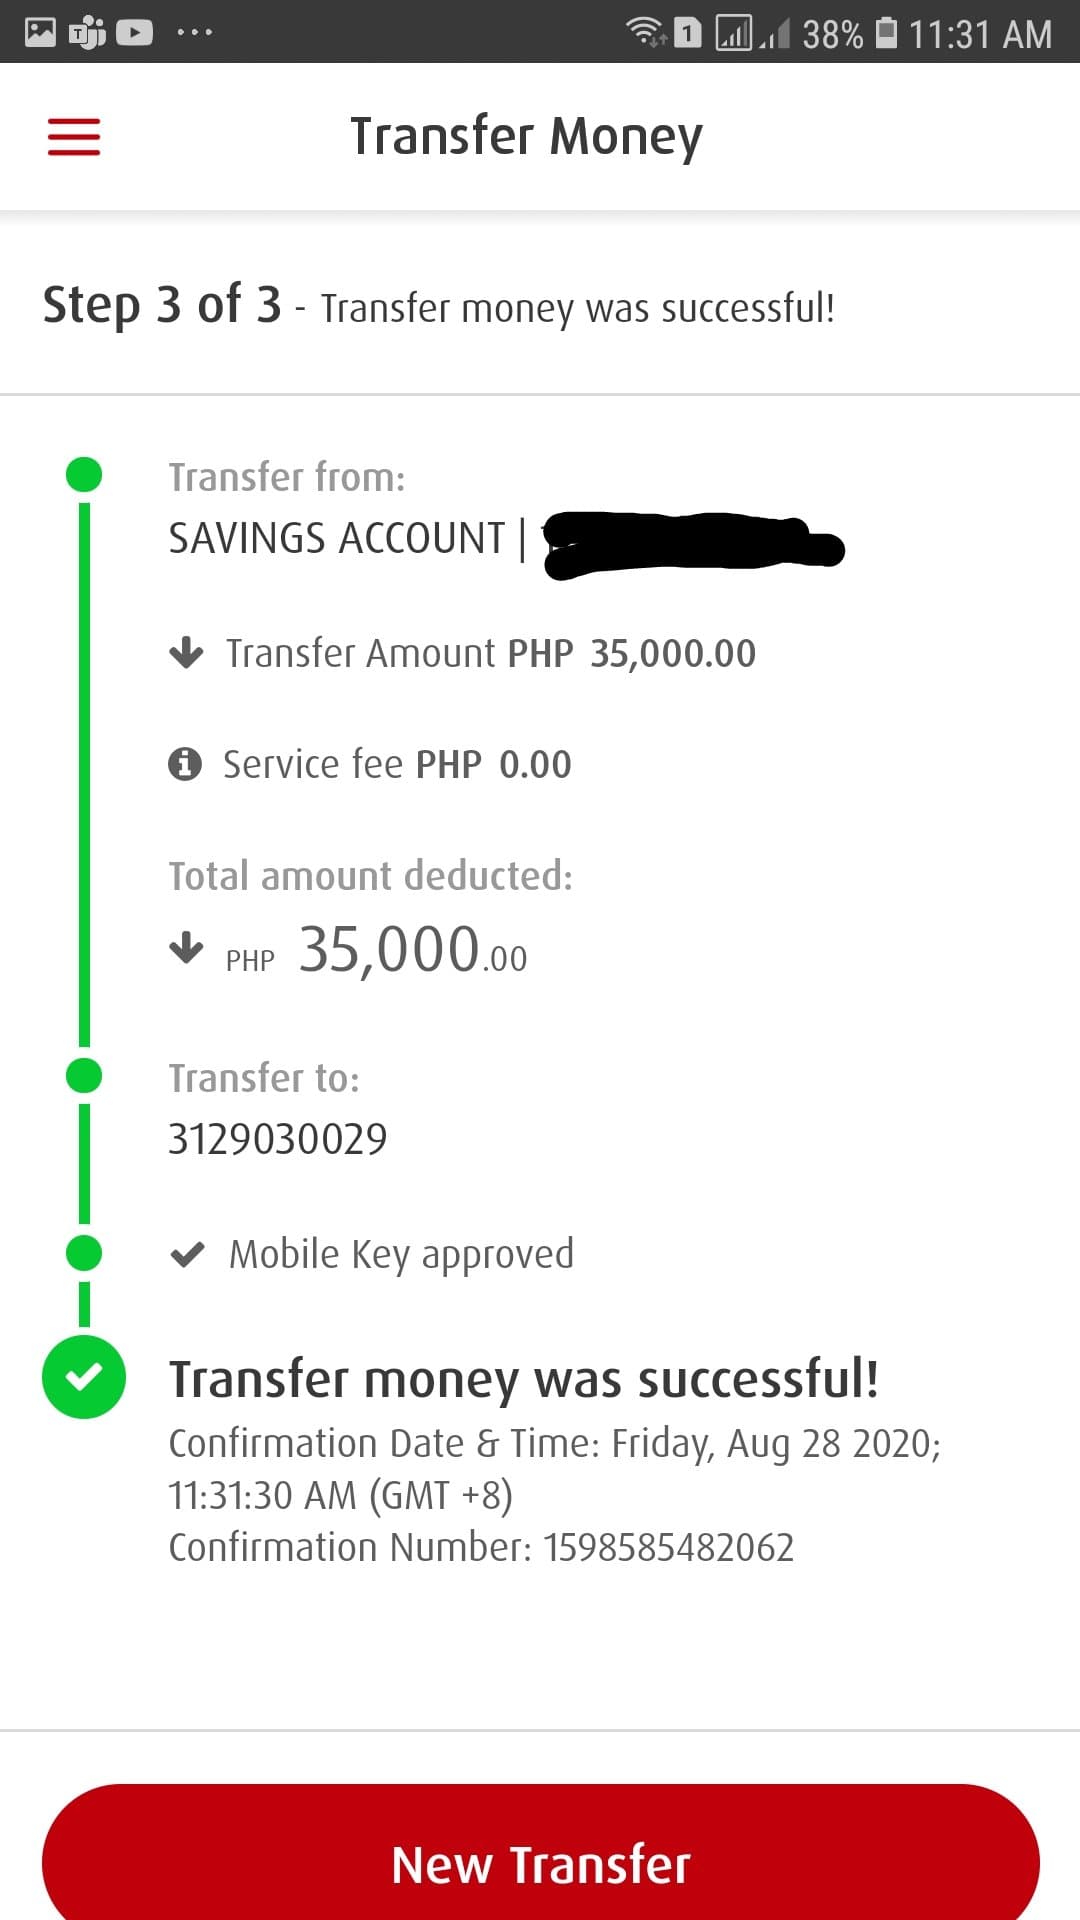 1 38% 11:31 AM
Transfer Money
Step 3 of 3 - Transfer money was successful!
Transfer from:
SAVINGS ACCOUNT |
Transfer Amount PHP 35,000.00
Service fee PHP 0.00
Total amount deducted:
PHP 35,000.00
Transfer to:
3129030029
Mobile Key approved
Transfer money was successful!
Confirmation Date & Time: Friday, Aug 28 2020;
11:31:30 AM (GMT +8)
Confirmation Number: 1598585482062
New Transfer